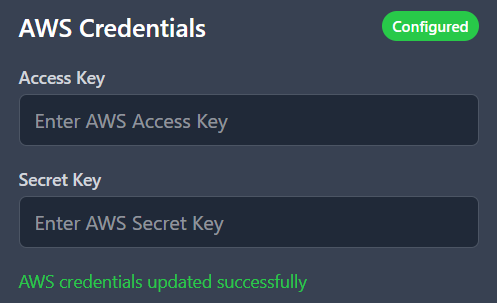 AWS Credentials
Configured
Access Key
Enter AWS Access Key
Secret Key
Enter AWS Secret Key
AWS credentials updated successfully